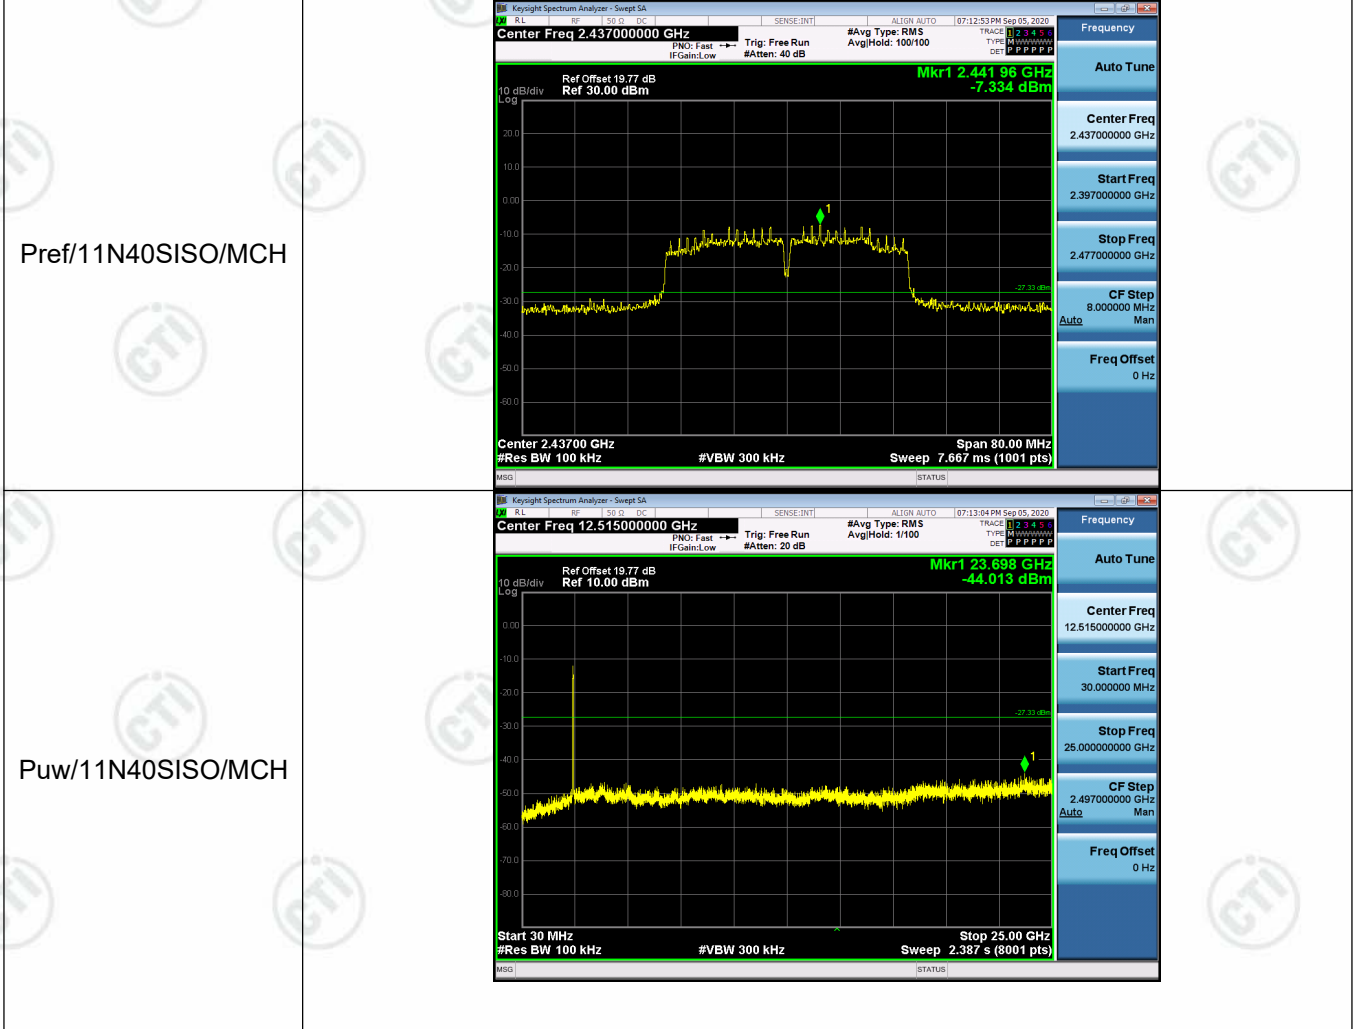 Pref/11N40SISO/MCH
Keysight Spectrum Analyzer - Swept SA
RL RF 50 Ω DC SENSE:INT ALIGN AUTO 07:12:53 PM Sep 05, 2020
Center Freq 2.437000000 GHz
PNO: Fast
IFGain:Low
Trig: Free Run
#Atten: 40 dB
#Avg Type: RMS
Avg|Hold: 100/100
TRACE 1 2 3 4 5 6
TYPE M
DET P P P P P P
Ref Offset 19.77 dB
10 dB/div Ref 30.00 dBm
Log
Mkr1 2.441 96 GHz
-7.334 dBm
20.0
10.0
0.00
-10.0
-20.0
-30.0
-40.0
-50.0
-60.0
1
-27.33 dBm
Center 2.43700 GHz Span 80.00 MHz
#Res BW 100 kHz #VBW 300 kHz Sweep 7.667 ms (1001 pts)
MSG STATUS
Frequency
Auto Tune
Center Freq
2.437000000 GHz
Start Freq
2.397000000 GHz
Stop Freq
2.477000000 GHz
CF Step
8.000000 MHz
Auto Man
Freq Offset
0 Hz
Puw/11N40SISO/MCH
Keysight Spectrum Analyzer - Swept SA
RL RF 50 Ω DC SENSE:INT ALIGN AUTO 07:13:04 PM Sep 05, 2020
Center Freq 12.515000000 GHz
PNO: Fast
IFGain:Low
Trig: Free Run
#Atten: 20 dB
#Avg Type: RMS
Avg|Hold: 1/100
TRACE 1 2 3 4 5 6
TYPE M
DET P P P P P P
Ref Offset 19.77 dB
10 dB/div Ref 10.00 dBm
Log
Mkr1 23.698 GHz
-44.013 dBm
0.00
-10.0
-20.0
-30.0
-40.0
-50.0
-60.0
-70.0
-80.0
1
-27.33 dBm
Start 30 MHz Stop 25.00 GHz
#Res BW 100 kHz #VBW 300 kHz Sweep 2.387 s (8001 pts)
MSG STATUS
Frequency
Auto Tune
Center Freq
12.515000000 GHz
Start Freq
30.000000 MHz
Stop Freq
25.000000000 GHz
CF Step
2.497000000 GHz
Auto Man
Freq Offset
0 Hz
CTI
CTI
CTI
CTI
CTI
CTI
CTI
CTI
CTI